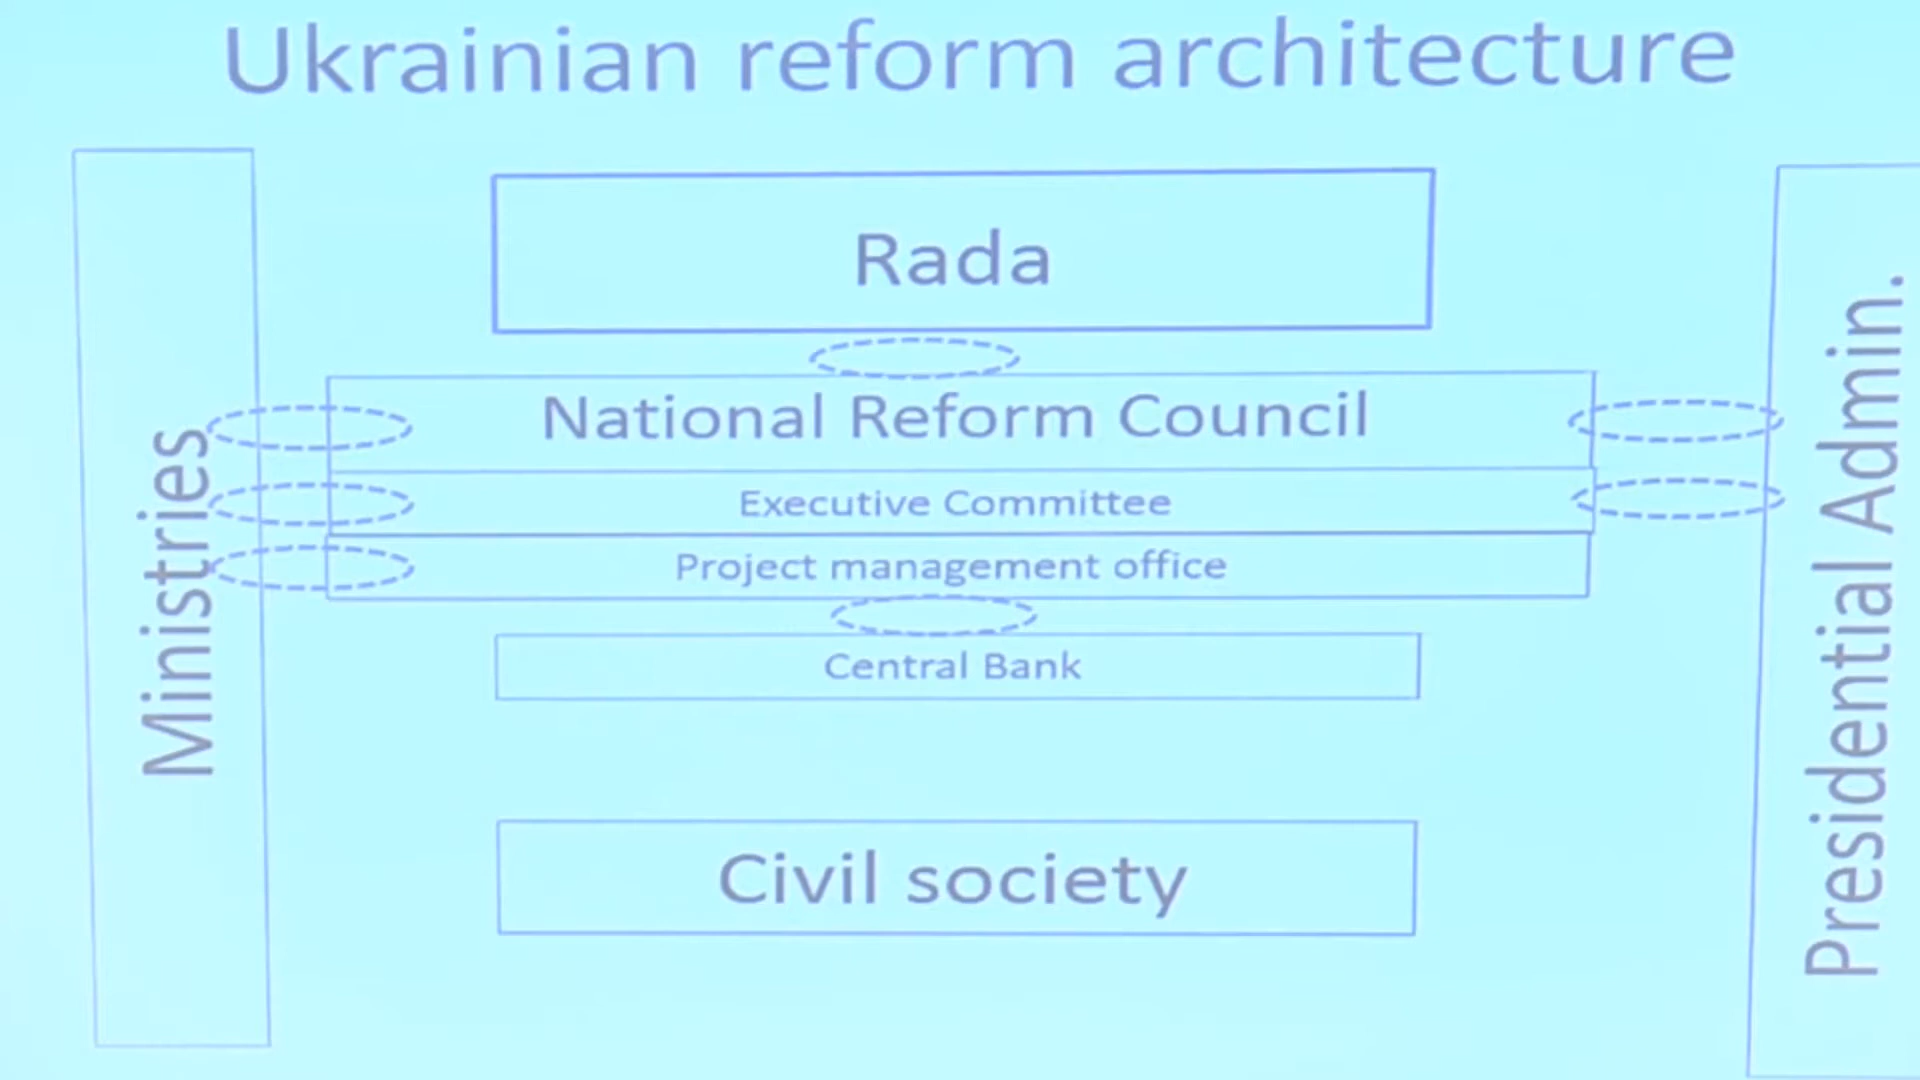 Ukrainian reform architecture
Rada
National Reform Council
Executive Committee
Project management office
Central Bank
Civil society
Ministries
Presidential Admin.